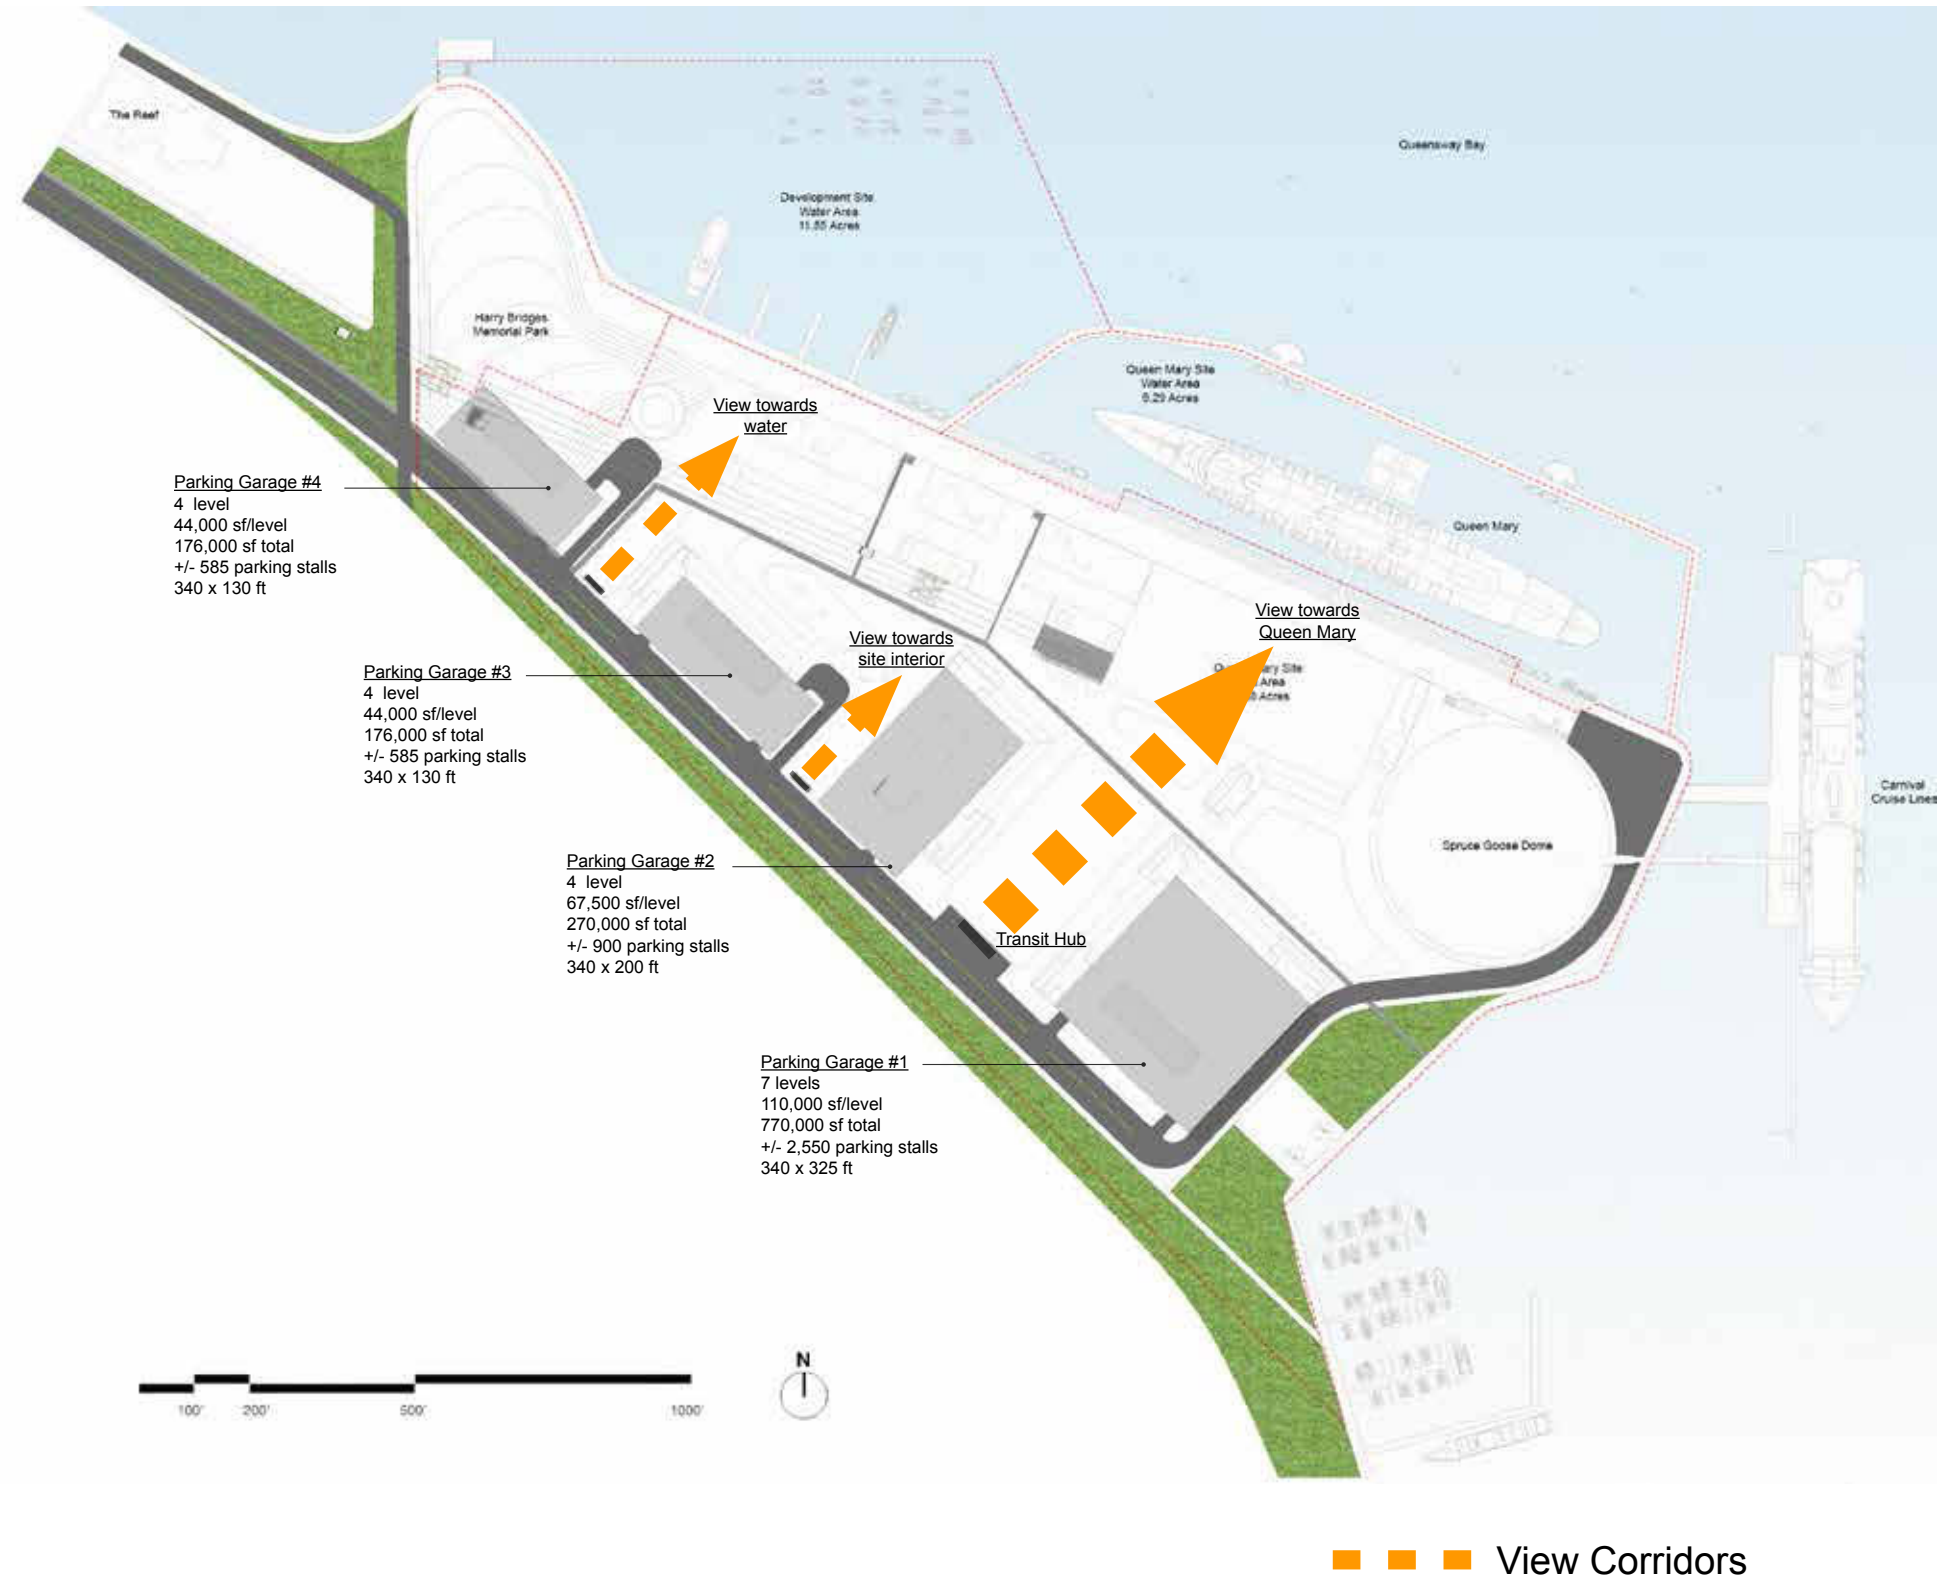 The Reef
Queensway Bay
Development Site
Water Area
11.55 Acres
Harry Bridges
Memorial Park
Queen Mary Site
Water Area
6.29 Acres
View towards
water
Parking Garage #4
4 level
44,000 sf/level
176,000 sf total
+/- 585 parking stalls
340 x 130 ft
Queen Mary
View towards
Queen Mary
View towards
site interior
Parking Garage #3
4 level
44,000 sf/level
176,000 sf total
+/- 585 parking stalls
340 x 130 ft
ary Site
Area
Acres
Carnival
Cruise Lines
Spruce Goose Dome
Parking Garage #2
4 level
67,500 sf/level
270,000 sf total
+/- 900 parking stalls
340 x 200 ft
Transit Hub
Parking Garage #1
7 levels
110,000 sf/level
770,000 sf total
+/- 2,550 parking stalls
340 x 325 ft
N
100' 200' 500' 1000'
View Corridors